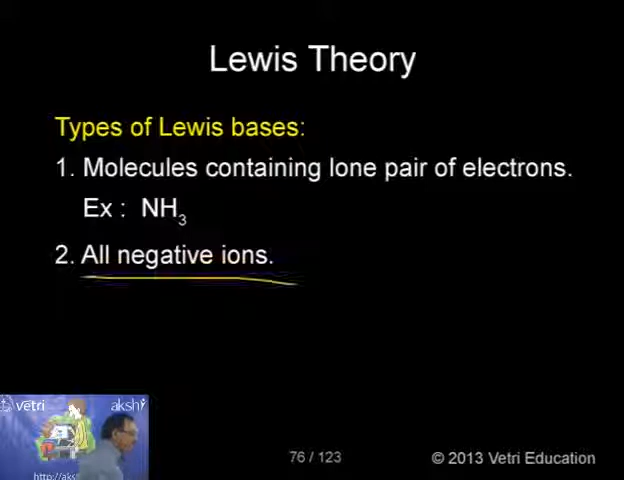 Lewis Theory
Types of Lewis bases:
1. Molecules containing lone pair of electrons.
Ex : NH₃
2. All negative ions.
vetri akshi
76 / 123 © 2013 Vetri Education